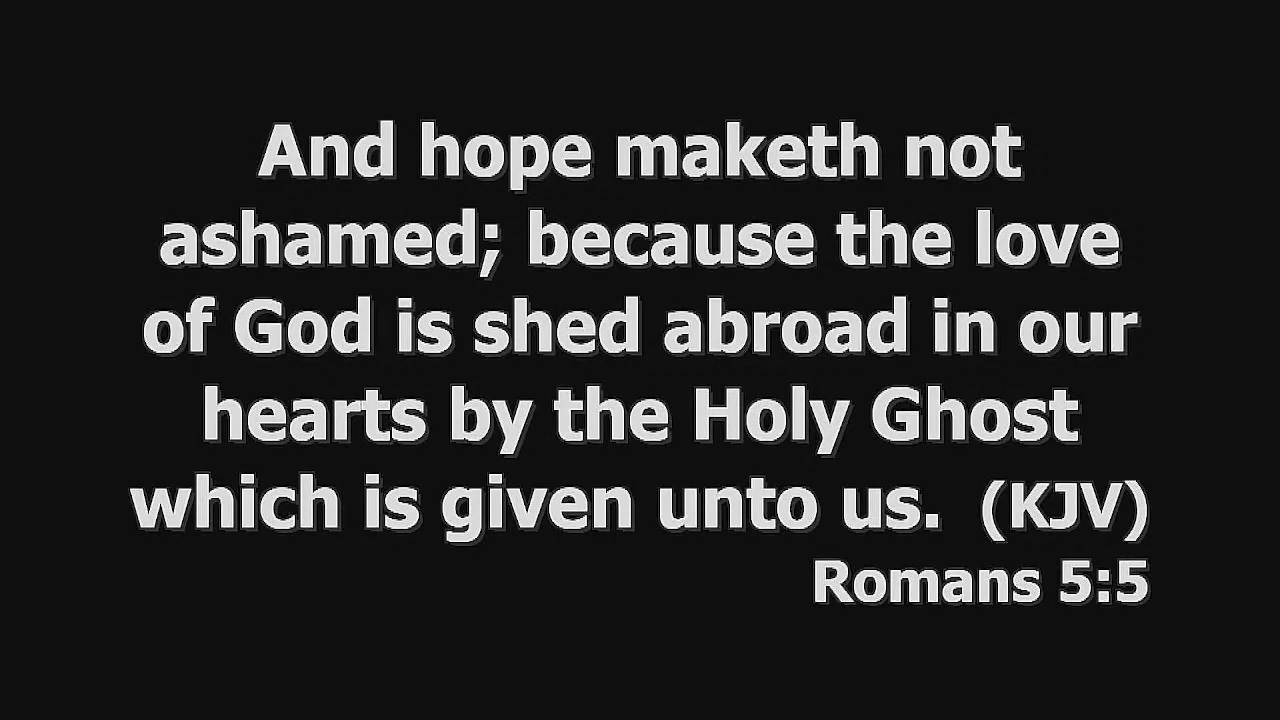 And hope maketh not
ashamed; because the love
of God is shed abroad in our
hearts by the Holy Ghost
which is given unto us.  (KJV)
Romans 5:5